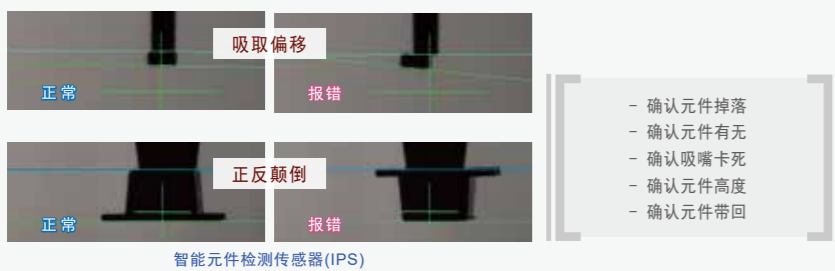 吸取偏移
正常
报错
正反颠倒
正常
报错
智能元件检测传感器(IPS)
- 确认元件掉落
- 确认元件有无
- 确认吸嘴卡死
- 确认元件高度
- 确认元件带回